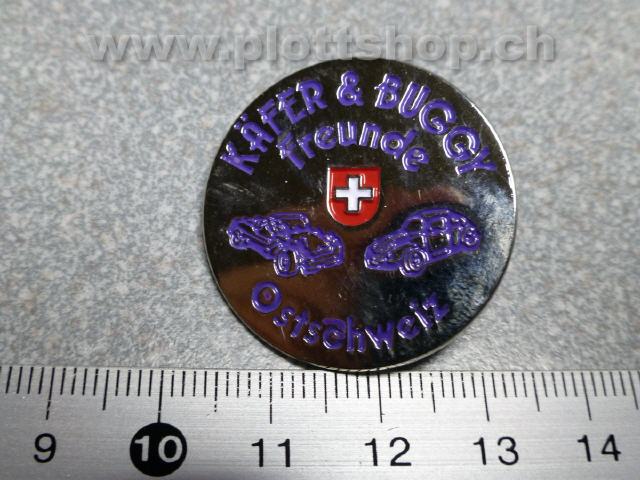 www.plottshop.ch
KÄFER & BUGGY
freunde
Ostschweiz
9 10 11 12 13 14